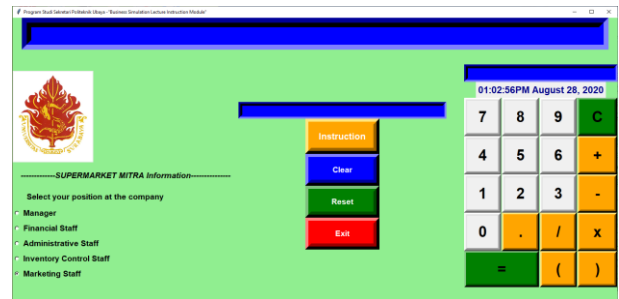 Program Studi Sekretari Politeknik Ubaya - "Business Simulation Lecture Instruction Module"
01:02:56PM August 28, 2020
7 8 9 C
Instruction
4 5 6 +
Clear
-------------SUPERMARKET MITRA Information---------------
Select your position at the company
1 2 3 -
Reset
Manager
Financial Staff
0 . / x
Exit
Administrative Staff
Inventory Control Staff
Marketing Staff
= ( )